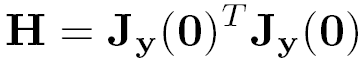 𝐇 = 𝐉_𝐲(𝟎)^T 𝐉_𝐲(𝟎)